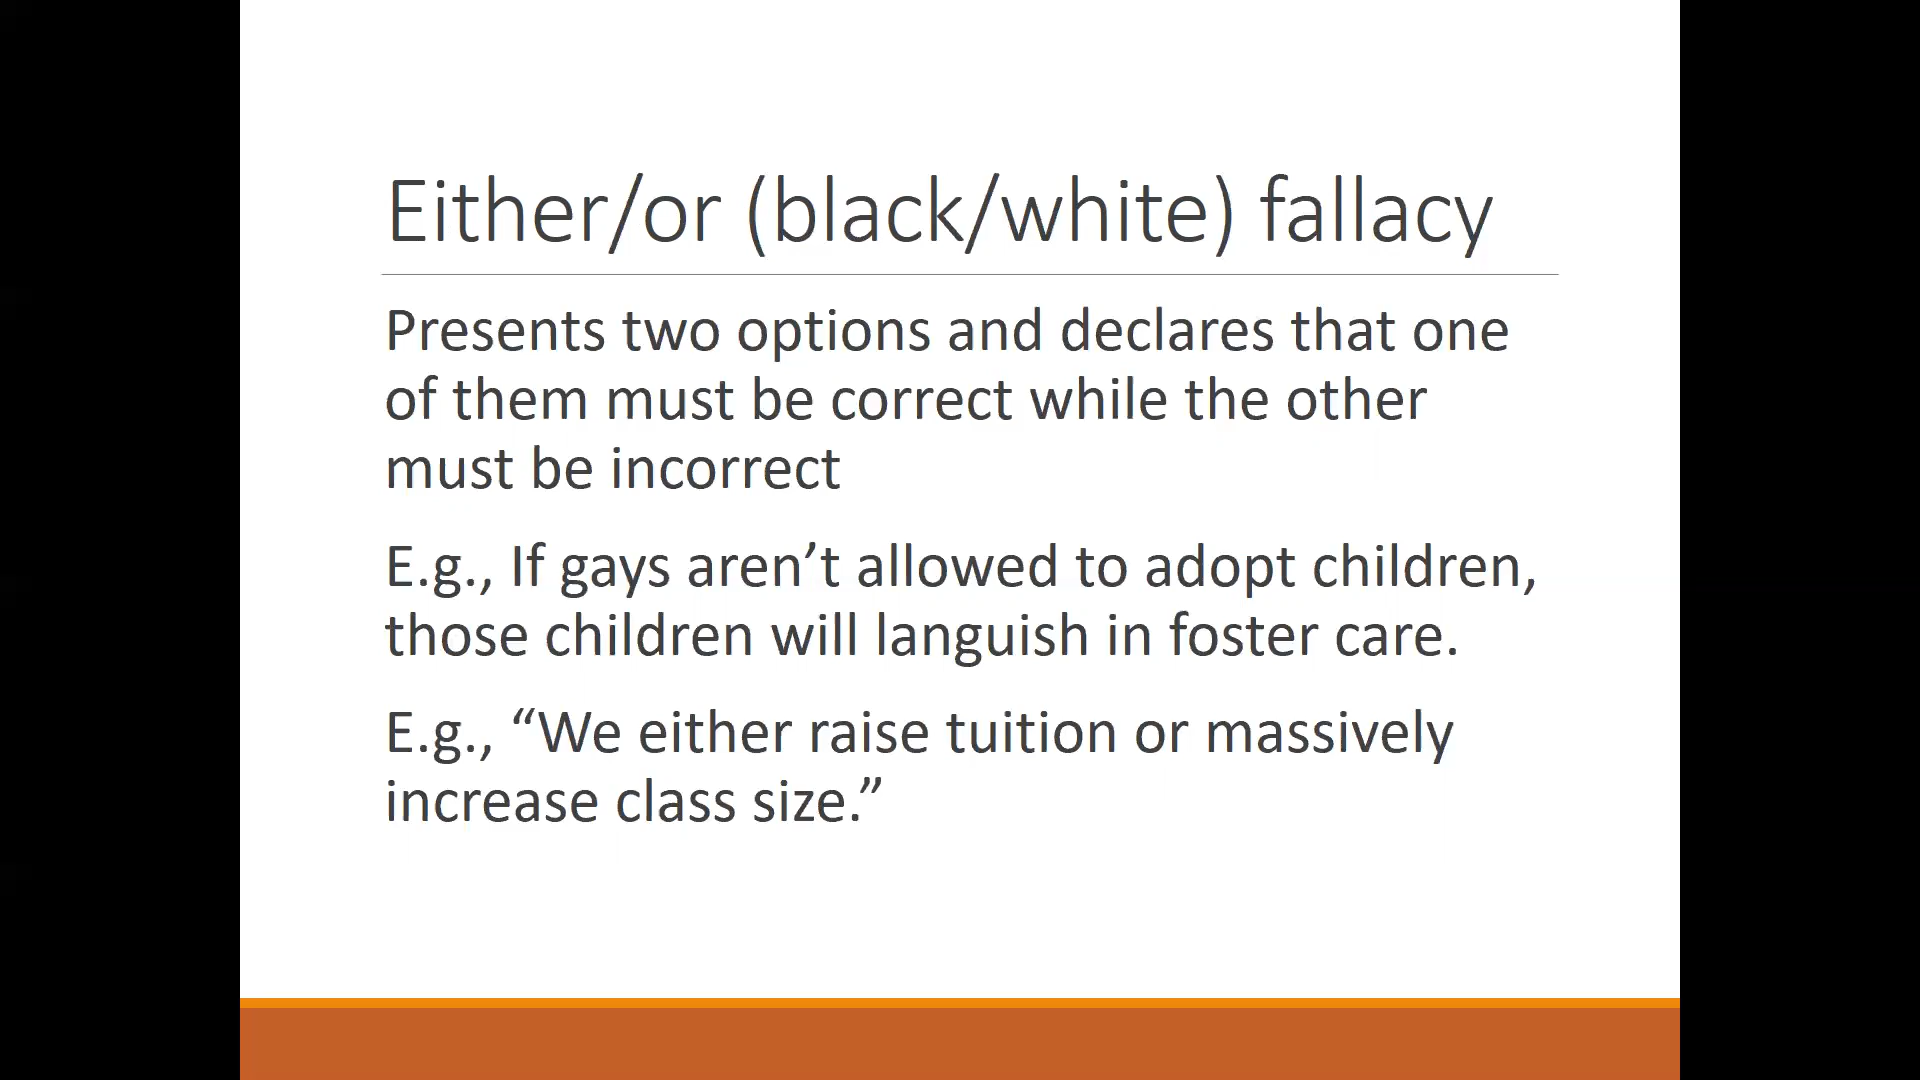 Either/or (black/white) fallacy
Presents two options and declares that one
of them must be correct while the other
must be incorrect
E.g., If gays aren’t allowed to adopt children,
those children will languish in foster care.
E.g., “We either raise tuition or massively
increase class size.”